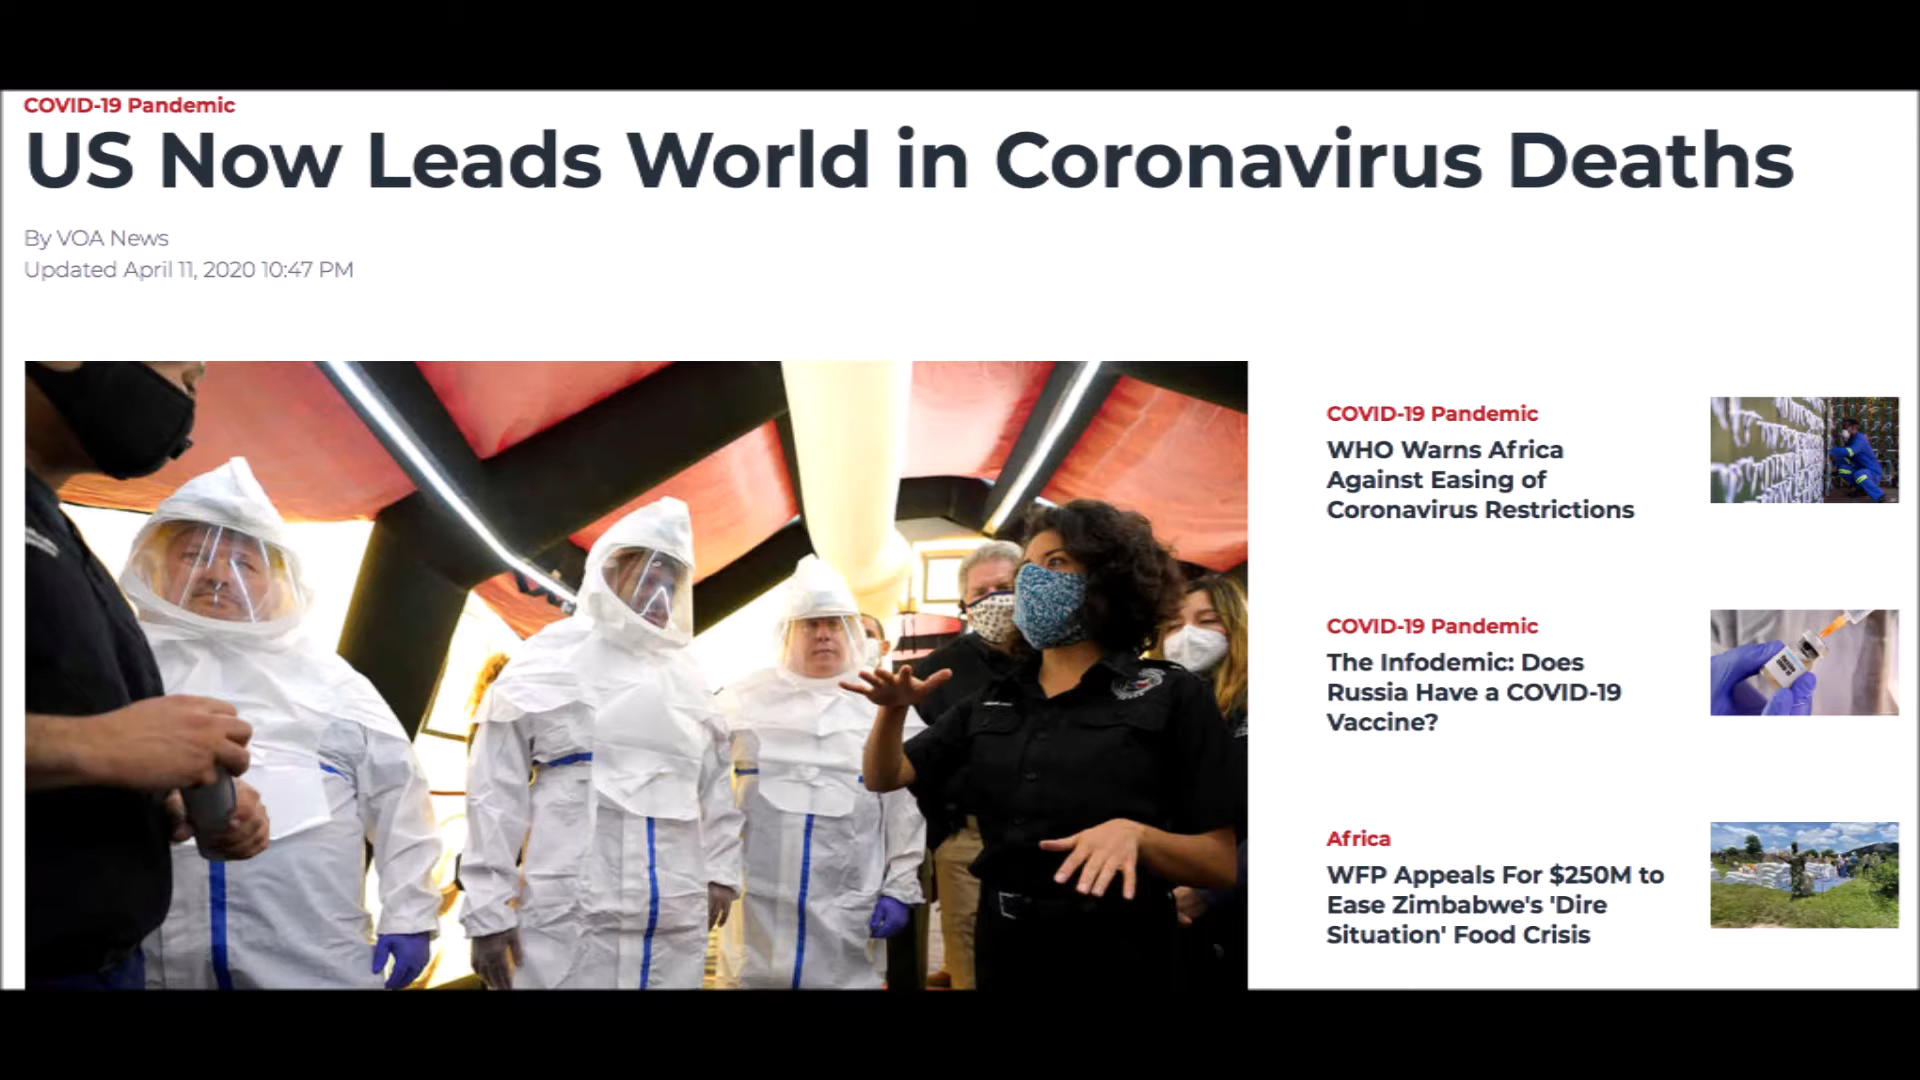 COVID-19 Pandemic
US Now Leads World in Coronavirus Deaths
By VOA News
Updated April 11, 2020 10:47 PM
COVID-19 Pandemic
WHO Warns Africa
Against Easing of
Coronavirus Restrictions
COVID-19 Pandemic
The Infodemic: Does
Russia Have a COVID-19
Vaccine?
Africa
WFP Appeals For $250M to
Ease Zimbabwe's 'Dire
Situation' Food Crisis